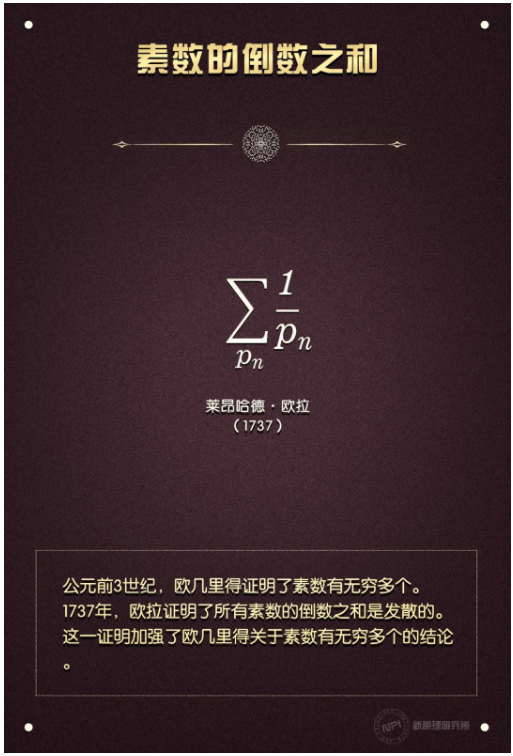 素数的倒数之和
∑ 1/pₙ
pₙ
莱昂哈德·欧拉
（1737）
公元前3世纪，欧几里得证明了素数有无穷多个。
1737年，欧拉证明了所有素数的倒数之和是发散的。
这一证明加强了欧几里得关于素数有无穷多个的结论
。
NPI 新原理研究所